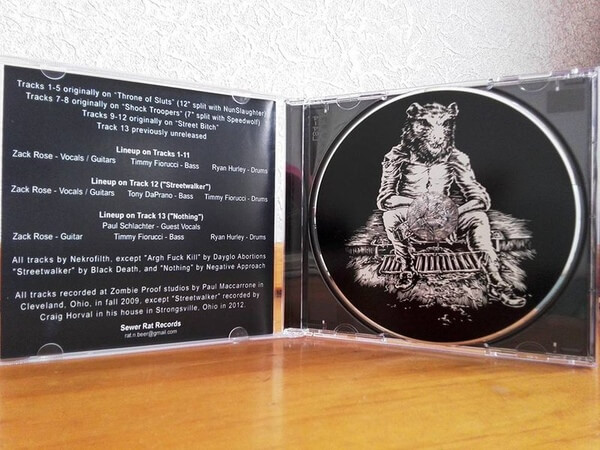 Tracks 1-5 originally on "Throne of Sluts" (12" split with NunSlaughter)
Tracks 7-8 originally on "Shock Troopers" (7" split with Speedwolf)
Tracks 9-12 originally on "Street Bitch"
Track 13 previously unreleased
Lineup on Tracks 1-11
Zack Rose - Vocals / Guitars Timmy Fiorucci - Bass Ryan Hurley - Drums
Lineup on Track 12 ("Streetwalker")
Zack Rose - Vocals / Guitars Tony DaPrano - Bass Timmy Fiorucci - Drums
Lineup on Track 13 ("Nothing")
Paul Schlachter - Guest Vocals
Zack Rose - Guitar Timmy Fiorucci - Bass Ryan Hurley - Drums
All tracks by Nekrofilth, except "Argh Fuck Kill" by Dayglo Abortions
"Streetwalker" by Black Death, and "Nothing" by Negative Approach
All tracks recorded at Zombie Proof studios by Paul Maccarrone in
Cleveland, Ohio, in fall 2009, except "Streetwalker" recorded by
Craig Horval in his house in Strongsville, Ohio in 2012.
Sewer Rat Records
rat.n.beer@gmail.com